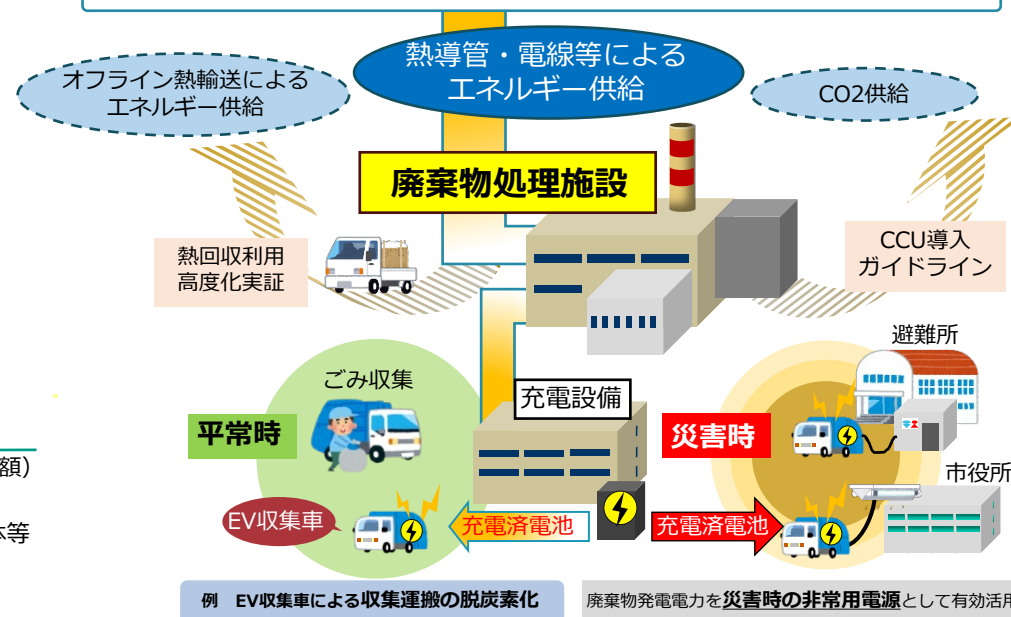 熱導管・電線等による
エネルギー供給
オフライン熱輸送による
エネルギー供給
CO2供給
廃棄物処理施設
熱回収利用
高度化実証
CCU導入
ガイドライン
避難所
ごみ収集
充電設備
平常時
災害時
額）
市役所
体等
EV収集車
充電済電池
充電済電池
例 EV収集車による収集運搬の脱炭素化
廃棄物発電電力を災害時の非常用電源として有効活用